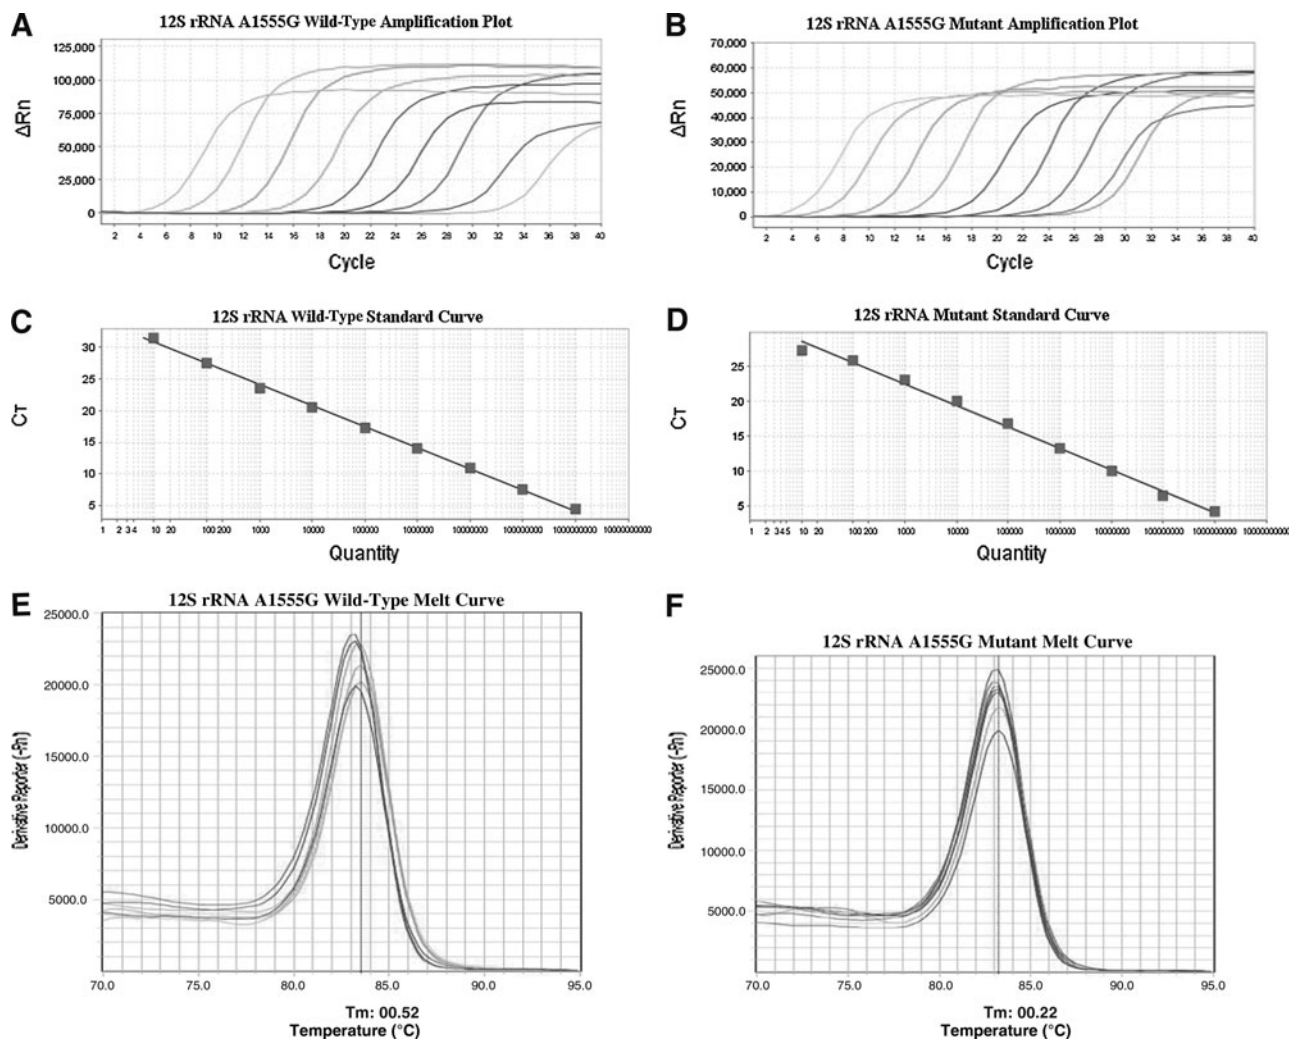 A
12S rRNA A1555G Wild-Type Amplification Plot
125,000
100,000
75,000
50,000
25,000
0
ΔRn
2 4 6 8 10 12 14 16 18 20 22 24 26 28 30 32 34 36 38 40
Cycle
B
12S rRNA A1555G Mutant Amplification Plot
70,000
60,000
50,000
40,000
30,000
20,000
10,000
0
ΔRn
2 4 6 8 10 12 14 16 18 20 22 24 26 28 30 32 34 36 38 40
Cycle
C
12S rRNA Wild-Type Standard Curve
30
25
20
15
10
5
CT
1 2 34 10 20 100 200 1000 10000 100000 1000000 10000000 100000000
Quantity
D
12S rRNA Mutant Standard Curve
25
20
15
10
5
CT
1 2 345 10 20 100 200 1000 10000 100000 1000000 10000000
Quantity
E
12S rRNA A1555G Wild-Type Melt Curve
25000.0
20000.0
15000.0
10000.0
5000.0
Derivative Reporter (-Rn)
70.0 75.0 80.0 85.0 90.0 95.0
Tm: 00.52
Temperature (°C)
F
12S rRNA A1555G Mutant Melt Curve
25000.0
20000.0
15000.0
10000.0
5000.0
Derivative Reporter (-Rn)
70.0 75.0 80.0 85.0 90.0 95.0
Tm: 00.22
Temperature (°C)